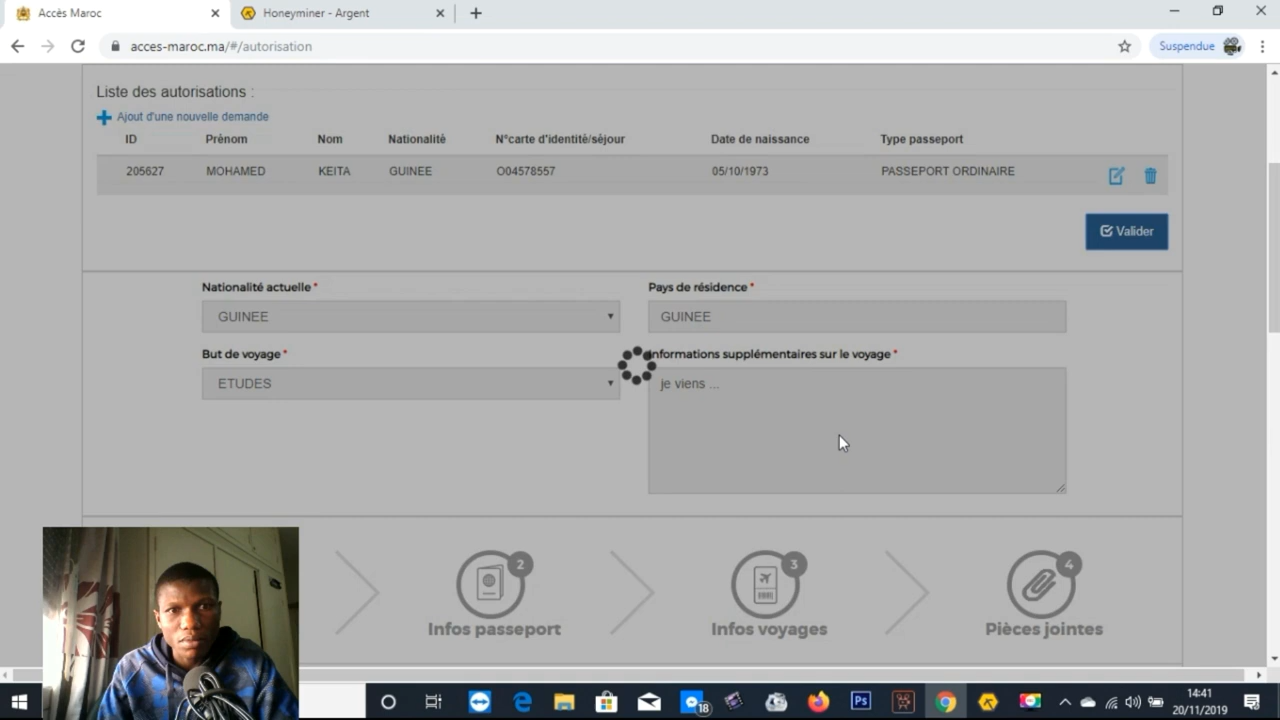 Accès Maroc
Honeyminer - Argent
acces-maroc.ma/#/autorisation
Suspendue
Liste des autorisations :
Ajout d'une nouvelle demande
ID Prénom Nom Nationalité N°carte d'identité/séjour Date de naissance Type passeport
205627 MOHAMED KEITA GUINEE O04578557 05/10/1973 PASSEPORT ORDINAIRE
Valider
Nationalité actuelle * Pays de résidence *
GUINEE GUINEE
But de voyage * Informations supplémentaires sur le voyage *
ETUDES je viens ...
2 3 4
Infos passeport Infos voyages Pièces jointes
18
Ps
14:41
20/11/2019